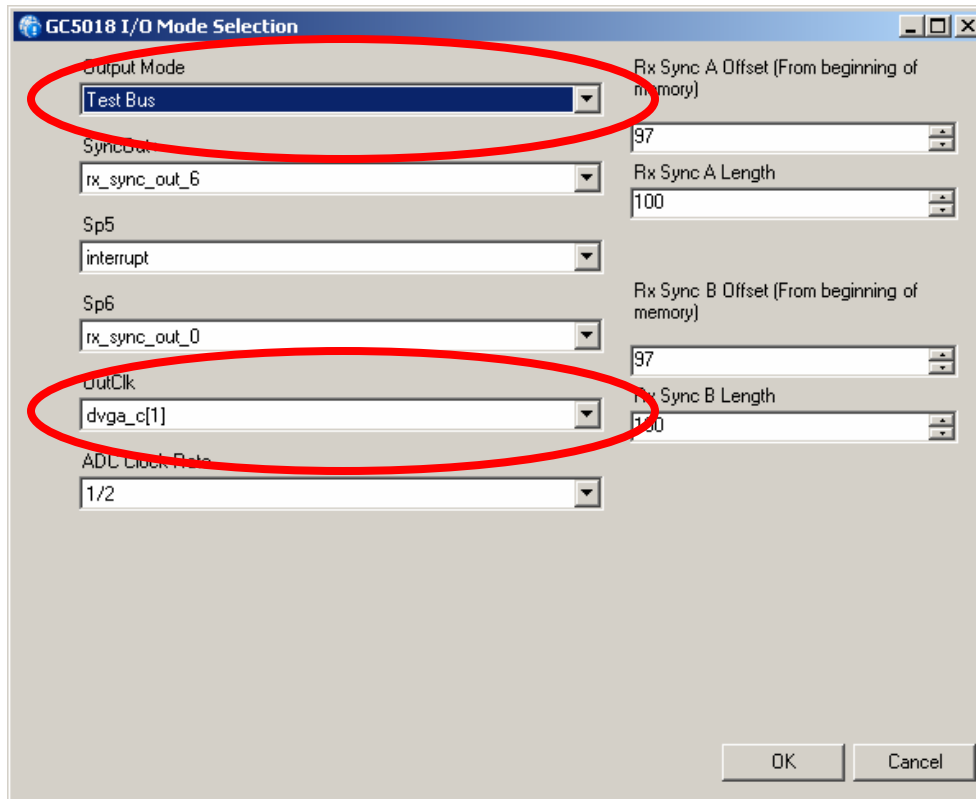 GC5018 I/O Mode Selection
Output Mode
Test Bus
SyncOut
rx_sync_out_6
Sp5
interrupt
Sp6
rx_sync_out_0
OutClk
dvga_c[1]
ADC Clock Rate
1/2
Rx Sync A Offset (From beginning of
memory)
97
Rx Sync A Length
100
Rx Sync B Offset (From beginning of
memory)
97
Rx Sync B Length
100
OK
Cancel